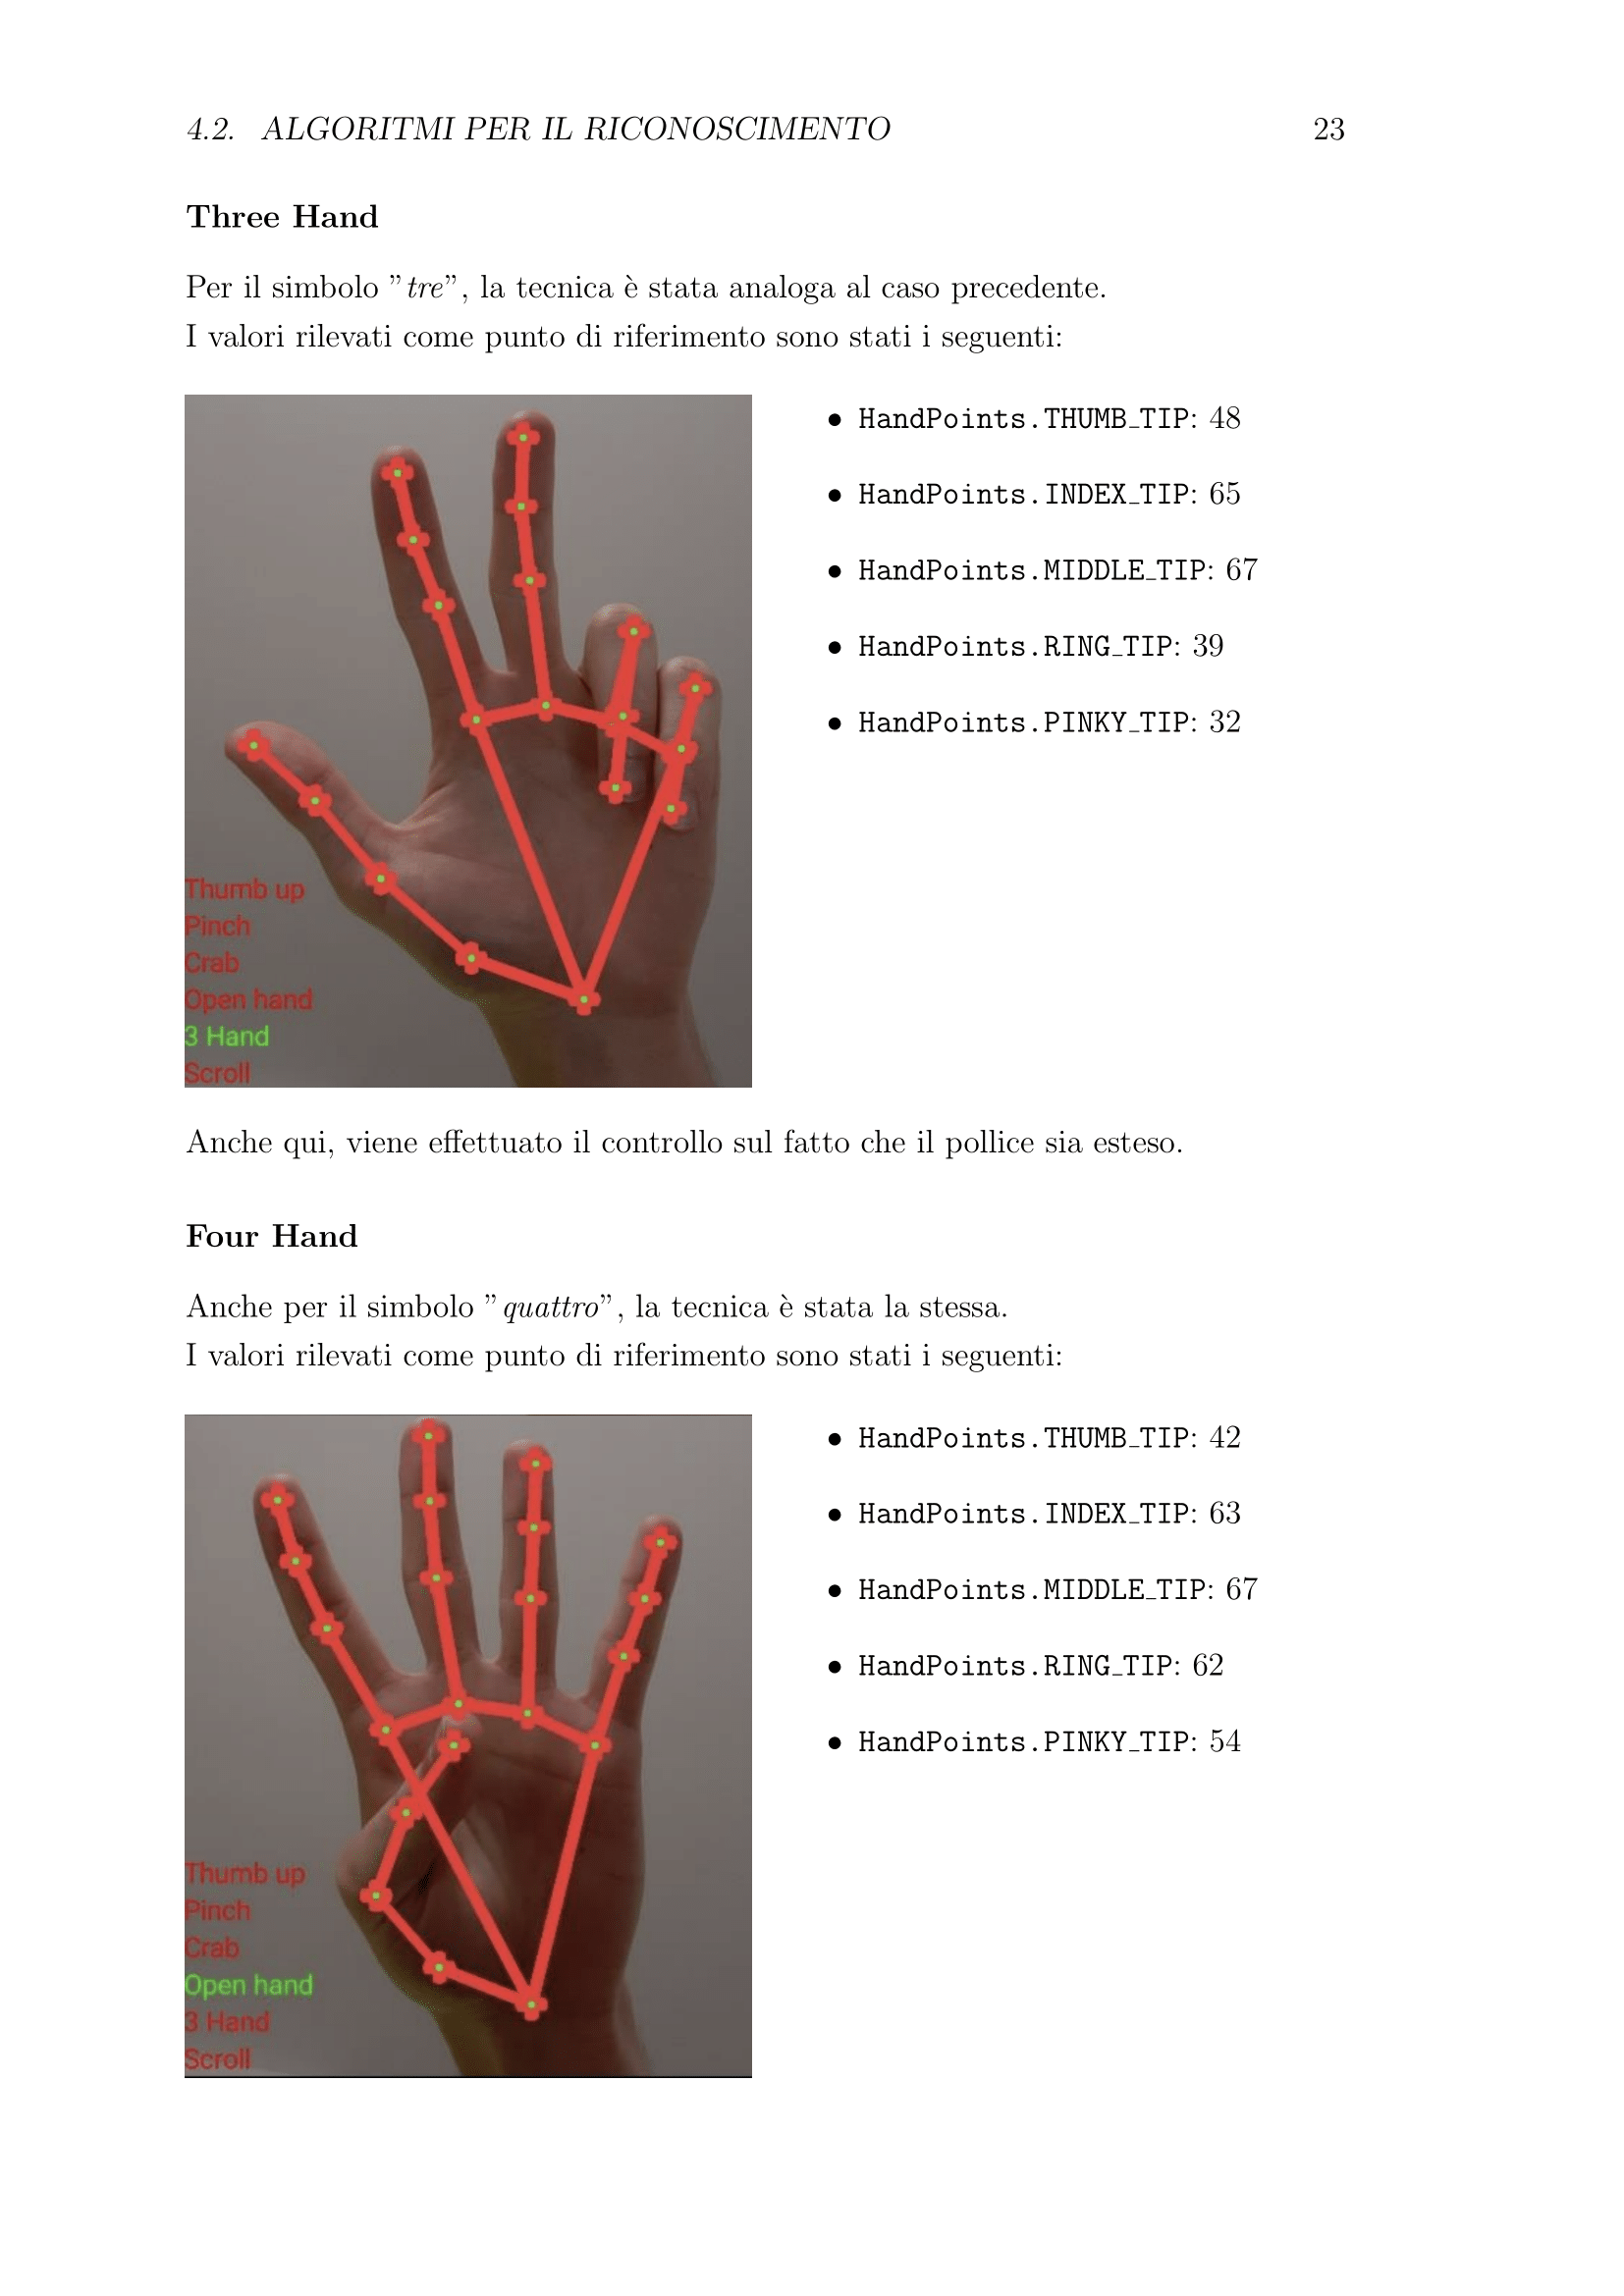 4.2. ALGORITMI PER IL RICONOSCIMENTO 23
Three Hand
Per il simbolo ”tre”, la tecnica è stata analoga al caso precedente.
I valori rilevati come punto di riferimento sono stati i seguenti:
Thumb up
Pinch
Crab
Open hand
3 Hand
Scroll
• HandPoints.THUMB_TIP: 48
• HandPoints.INDEX_TIP: 65
• HandPoints.MIDDLE_TIP: 67
• HandPoints.RING_TIP: 39
• HandPoints.PINKY_TIP: 32
Anche qui, viene effettuato il controllo sul fatto che il pollice sia esteso.
Four Hand
Anche per il simbolo ”quattro”, la tecnica è stata la stessa.
I valori rilevati come punto di riferimento sono stati i seguenti:
Thumb up
Pinch
Crab
Open hand
3 Hand
Scroll
• HandPoints.THUMB_TIP: 42
• HandPoints.INDEX_TIP: 63
• HandPoints.MIDDLE_TIP: 67
• HandPoints.RING_TIP: 62
• HandPoints.PINKY_TIP: 54